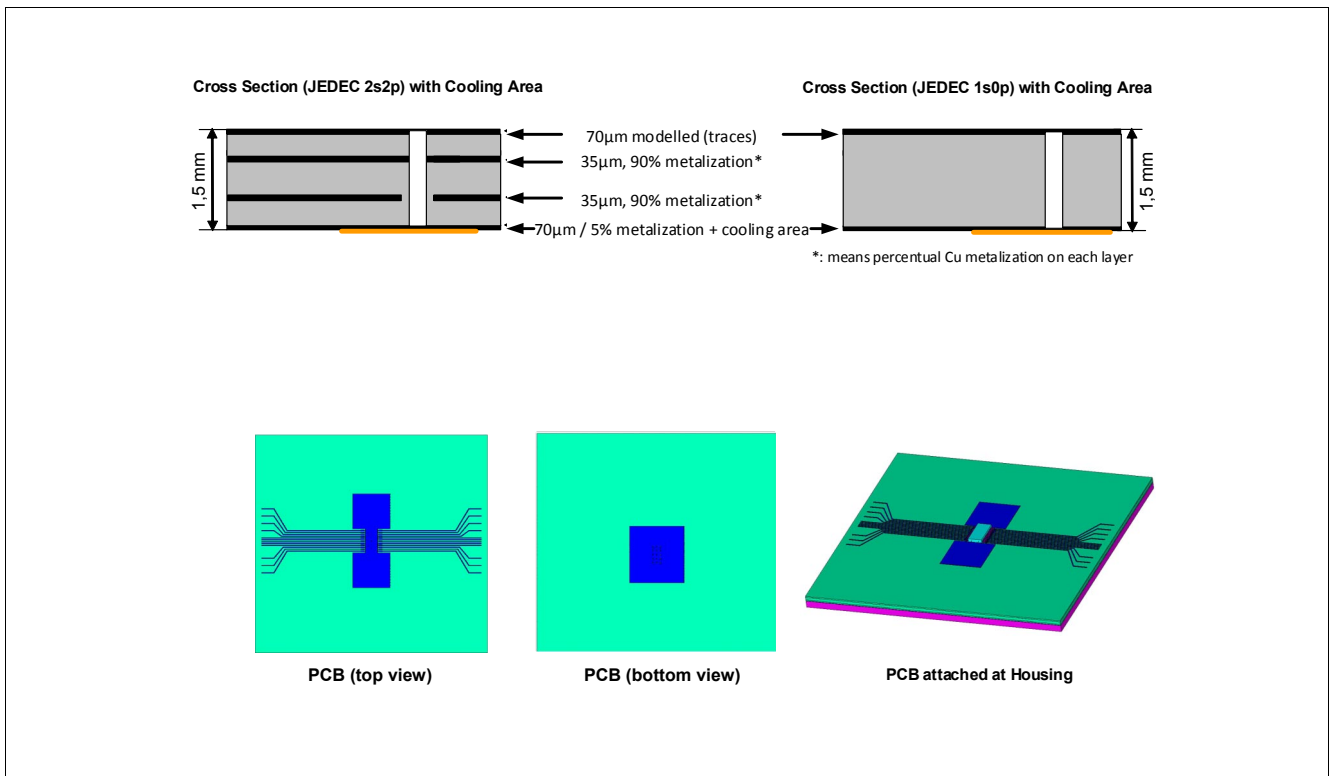 Cross Section (JEDEC 2s2p) with Cooling Area
Cross Section (JEDEC 1s0p) with Cooling Area
1,5 mm
70µm modelled (traces)
35µm, 90% metalization*
35µm, 90% metalization*
70µm / 5% metalization + cooling area
1,5 mm
*: means percentual Cu metalization on each layer
PCB (top view)
PCB (bottom view)
PCB attached at Housing